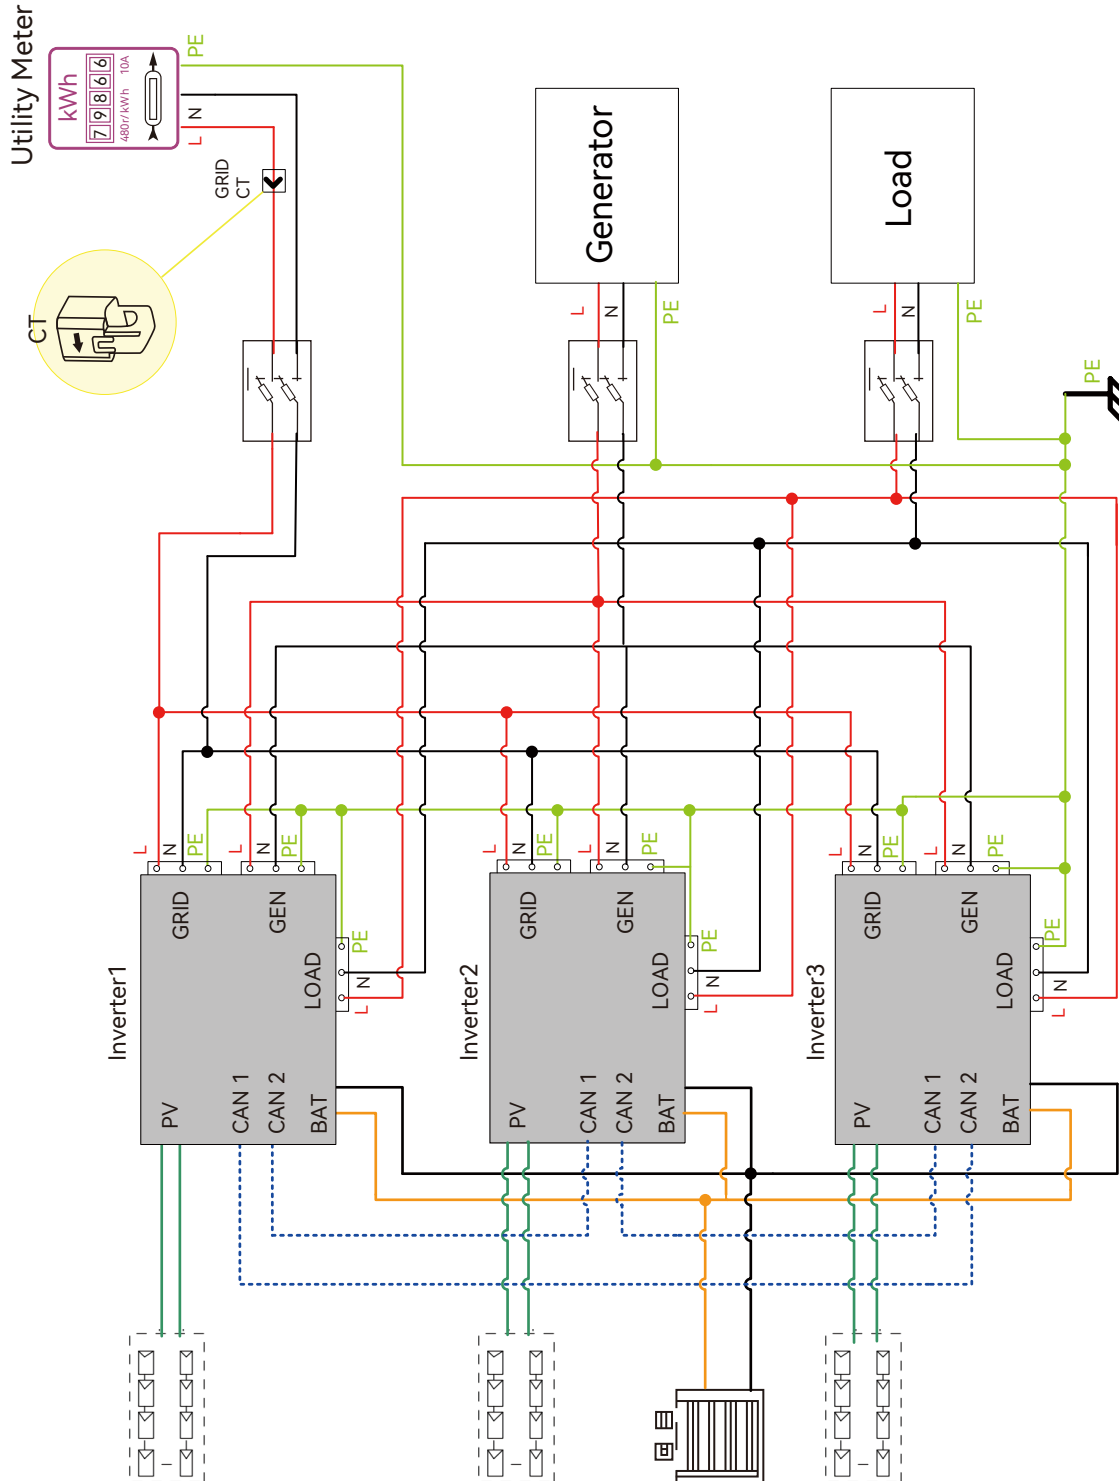 Utility Meter
kWh
79866
480r/kWh 10A
PE
N
L
GRID
CT
CT
Generator
L
N
PE
Load
L
N
PE
PE
Inverter1
L
N
PE
GRID
L
N
PE
GEN
PE
N
L
LOAD
PV
CAN 1
CAN 2
BAT
Inverter2
L
N
PE
GRID
L
N
PE
GEN
PE
N
L
LOAD
PV
CAN 1
CAN 2
BAT
Inverter3
L
N
PE
GRID
L
N
PE
GEN
PE
N
L
LOAD
PV
CAN 1
CAN 2
BAT